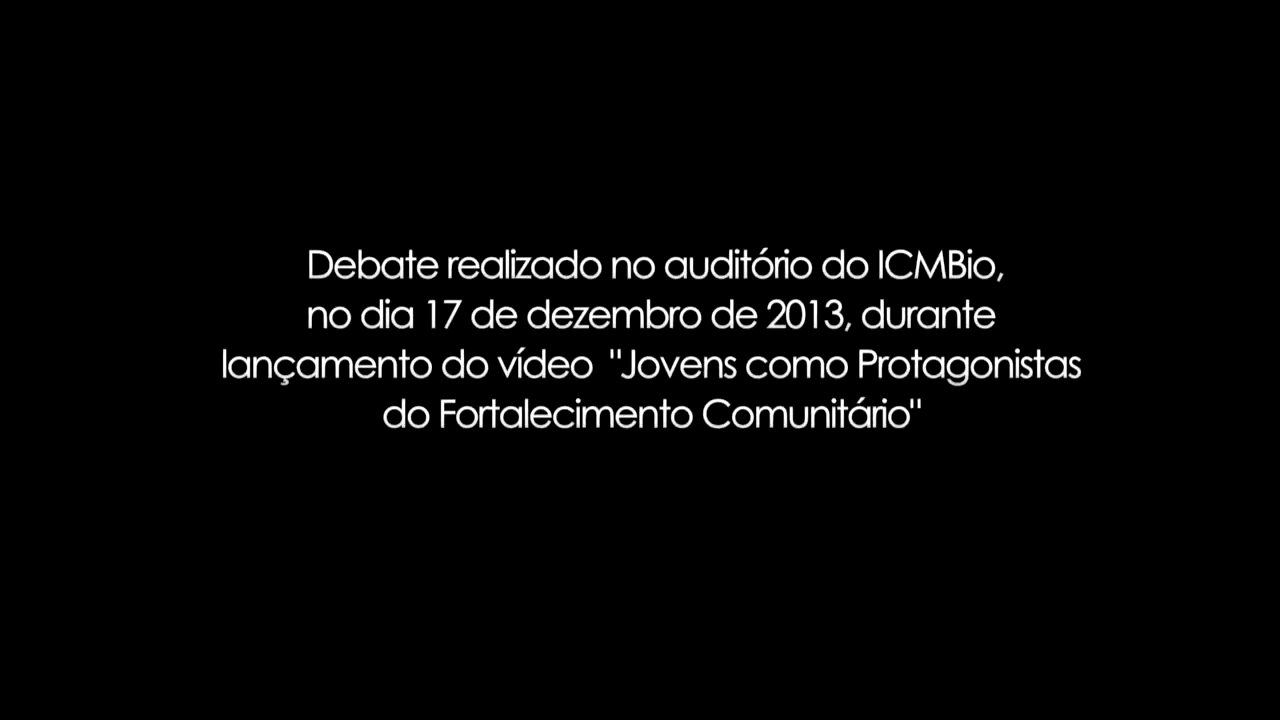 Debate realizado no auditório do ICMBio,
no dia 17 de dezembro de 2013, durante
lançamento do vídeo "Jovens como Protagonistas
do Fortalecimento Comunitário"